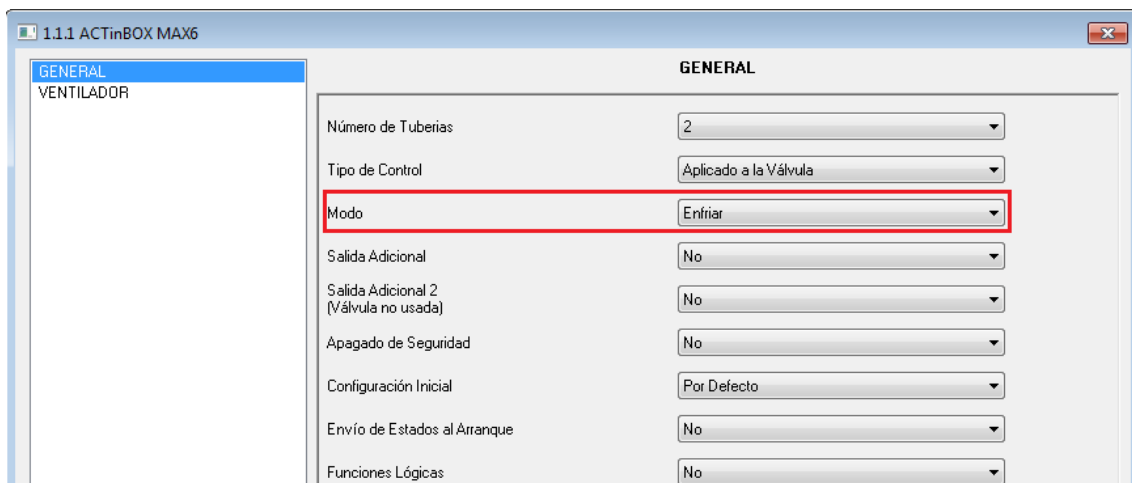 1.1.1 ACTinBOX MAX6
GENERAL
VENTILADOR
GENERAL
Número de Tuberias
2
Tipo de Control
Aplicado a la Válvula
Modo
Enfriar
Salida Adicional
No
Salida Adicional 2
(Válvula no usada)
No
Apagado de Seguridad
No
Configuración Inicial
Por Defecto
Envío de Estados al Arranque
No
Funciones Lógicas
No